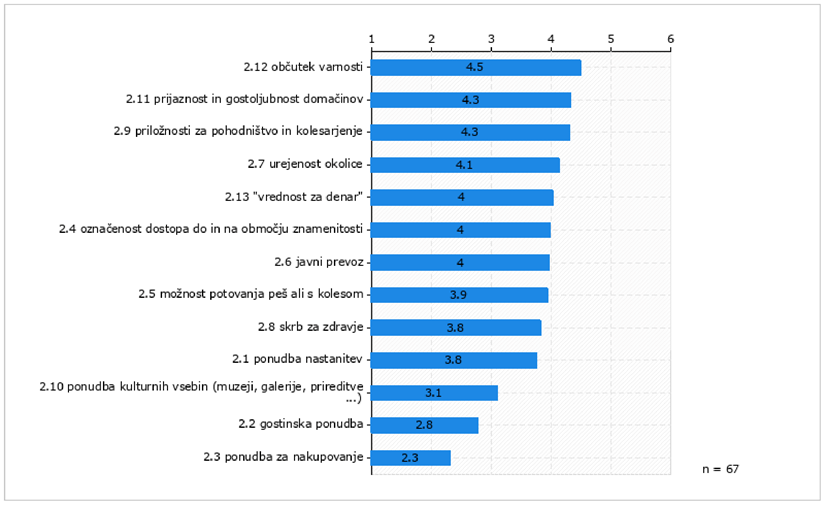 1 2 3 4 5 6
2.12 občutek varnosti 4.5
2.11 prijaznost in gostoljubnost domačinov 4.3
2.9 priložnosti za pohodništvo in kolesarjenje 4.3
2.7 urejenost okolice 4.1
2.13 "vrednost za denar" 4
2.4 označenost dostopa do in na območju znamenitosti 4
2.6 javni prevoz 4
2.5 možnost potovanja peš ali s kolesom 3.9
2.8 skrb za zdravje 3.8
2.1 ponudba nastanitev 3.8
2.10 ponudba kulturnih vsebin (muzeji, galerije, prireditve
...) 3.1
2.2 gostinska ponudba 2.8
2.3 ponudba za nakupovanje 2.3
n = 67